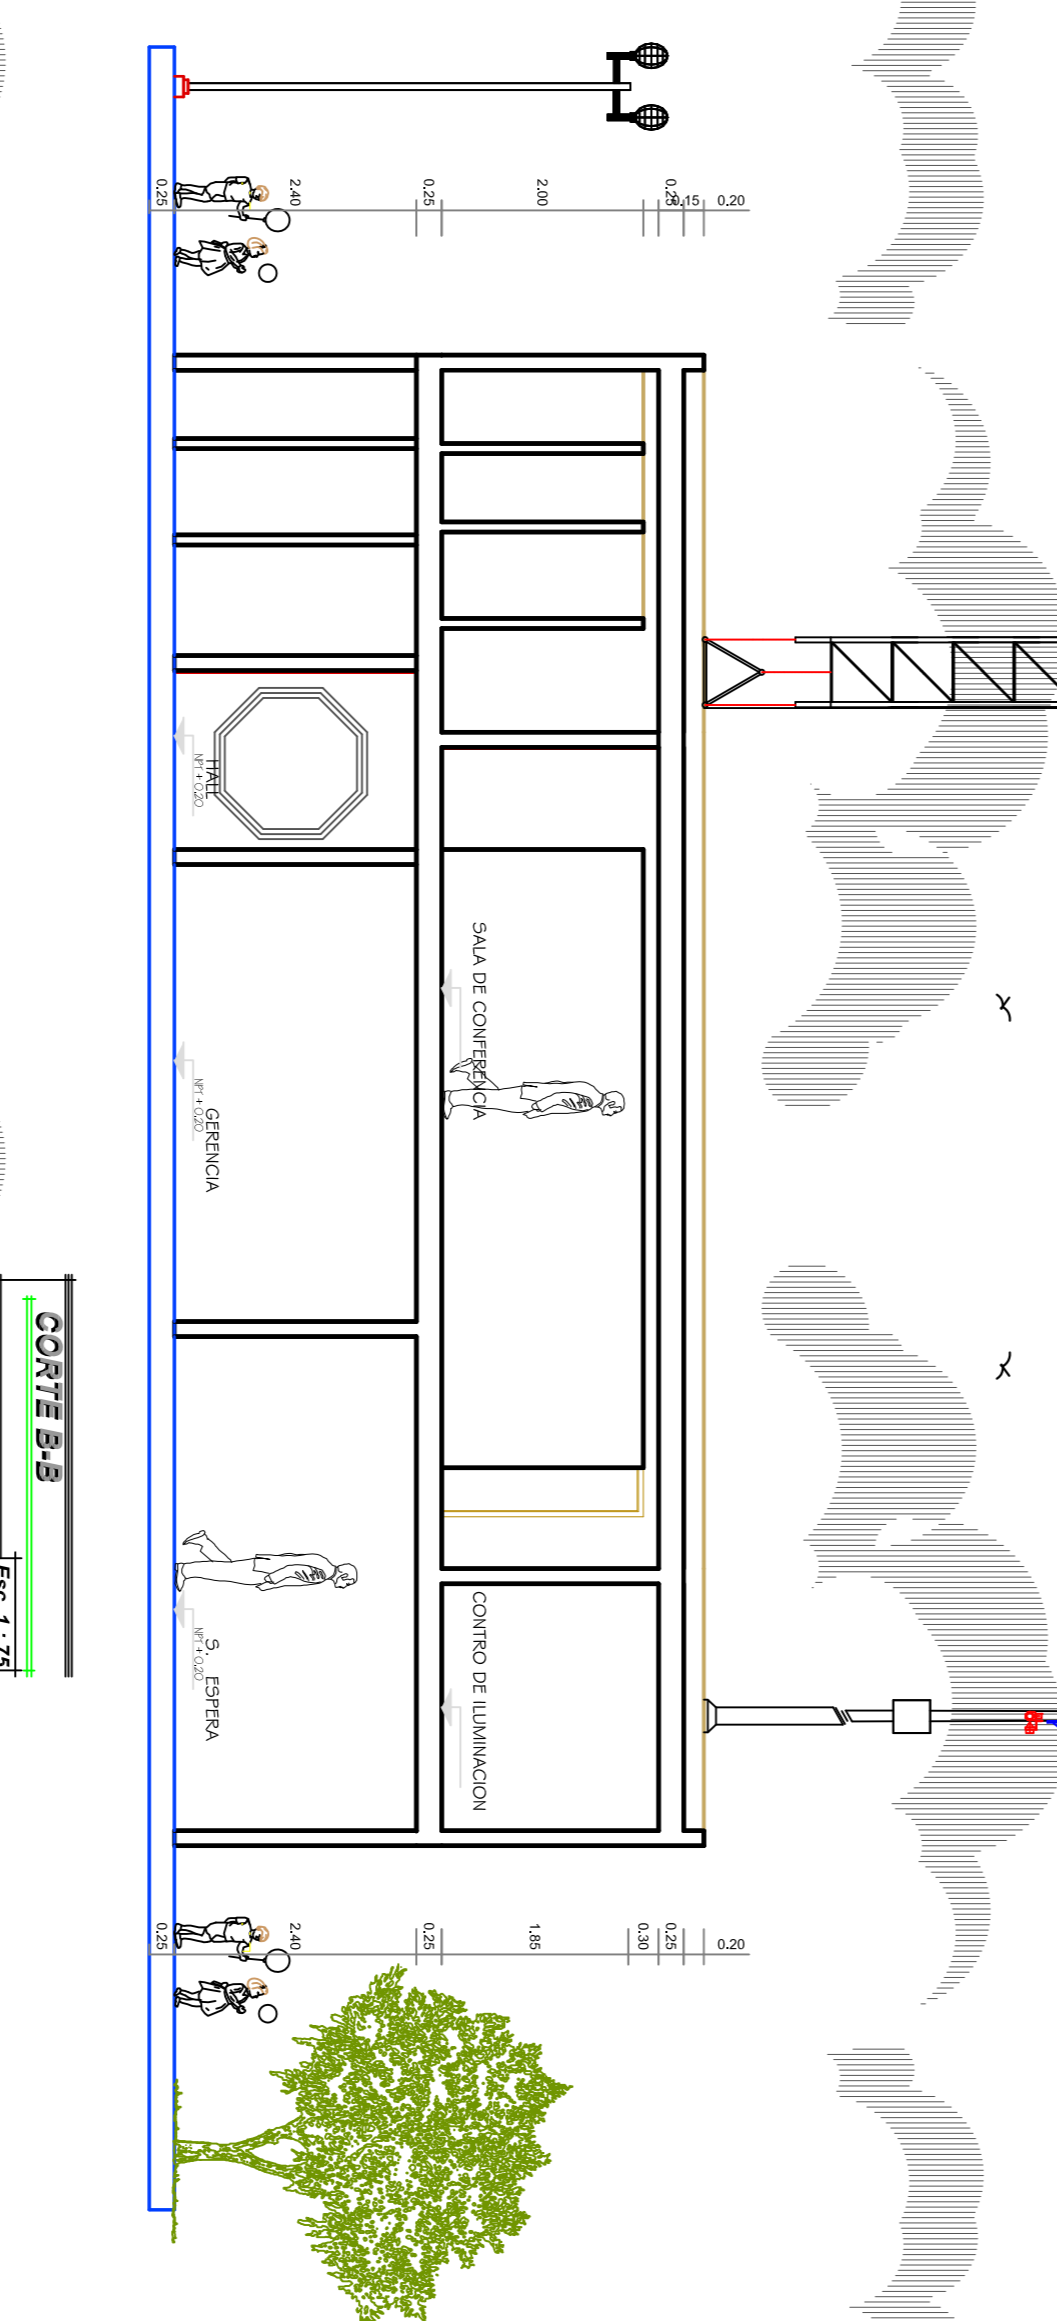 0.25
2.40
0.25
2.00
0.25
0.15
0.20
HALL
NPT + 0.20
SALA DE CONFERENCIA
GERENCIA
NPT + 0.20
CONTRO DE ILUMINACION
S. ESPERA
NPT + 0.20
0.25
2.40
0.25
1.85
0.30
0.25
0.20
CORTE B-B
Esc. 1 : 75